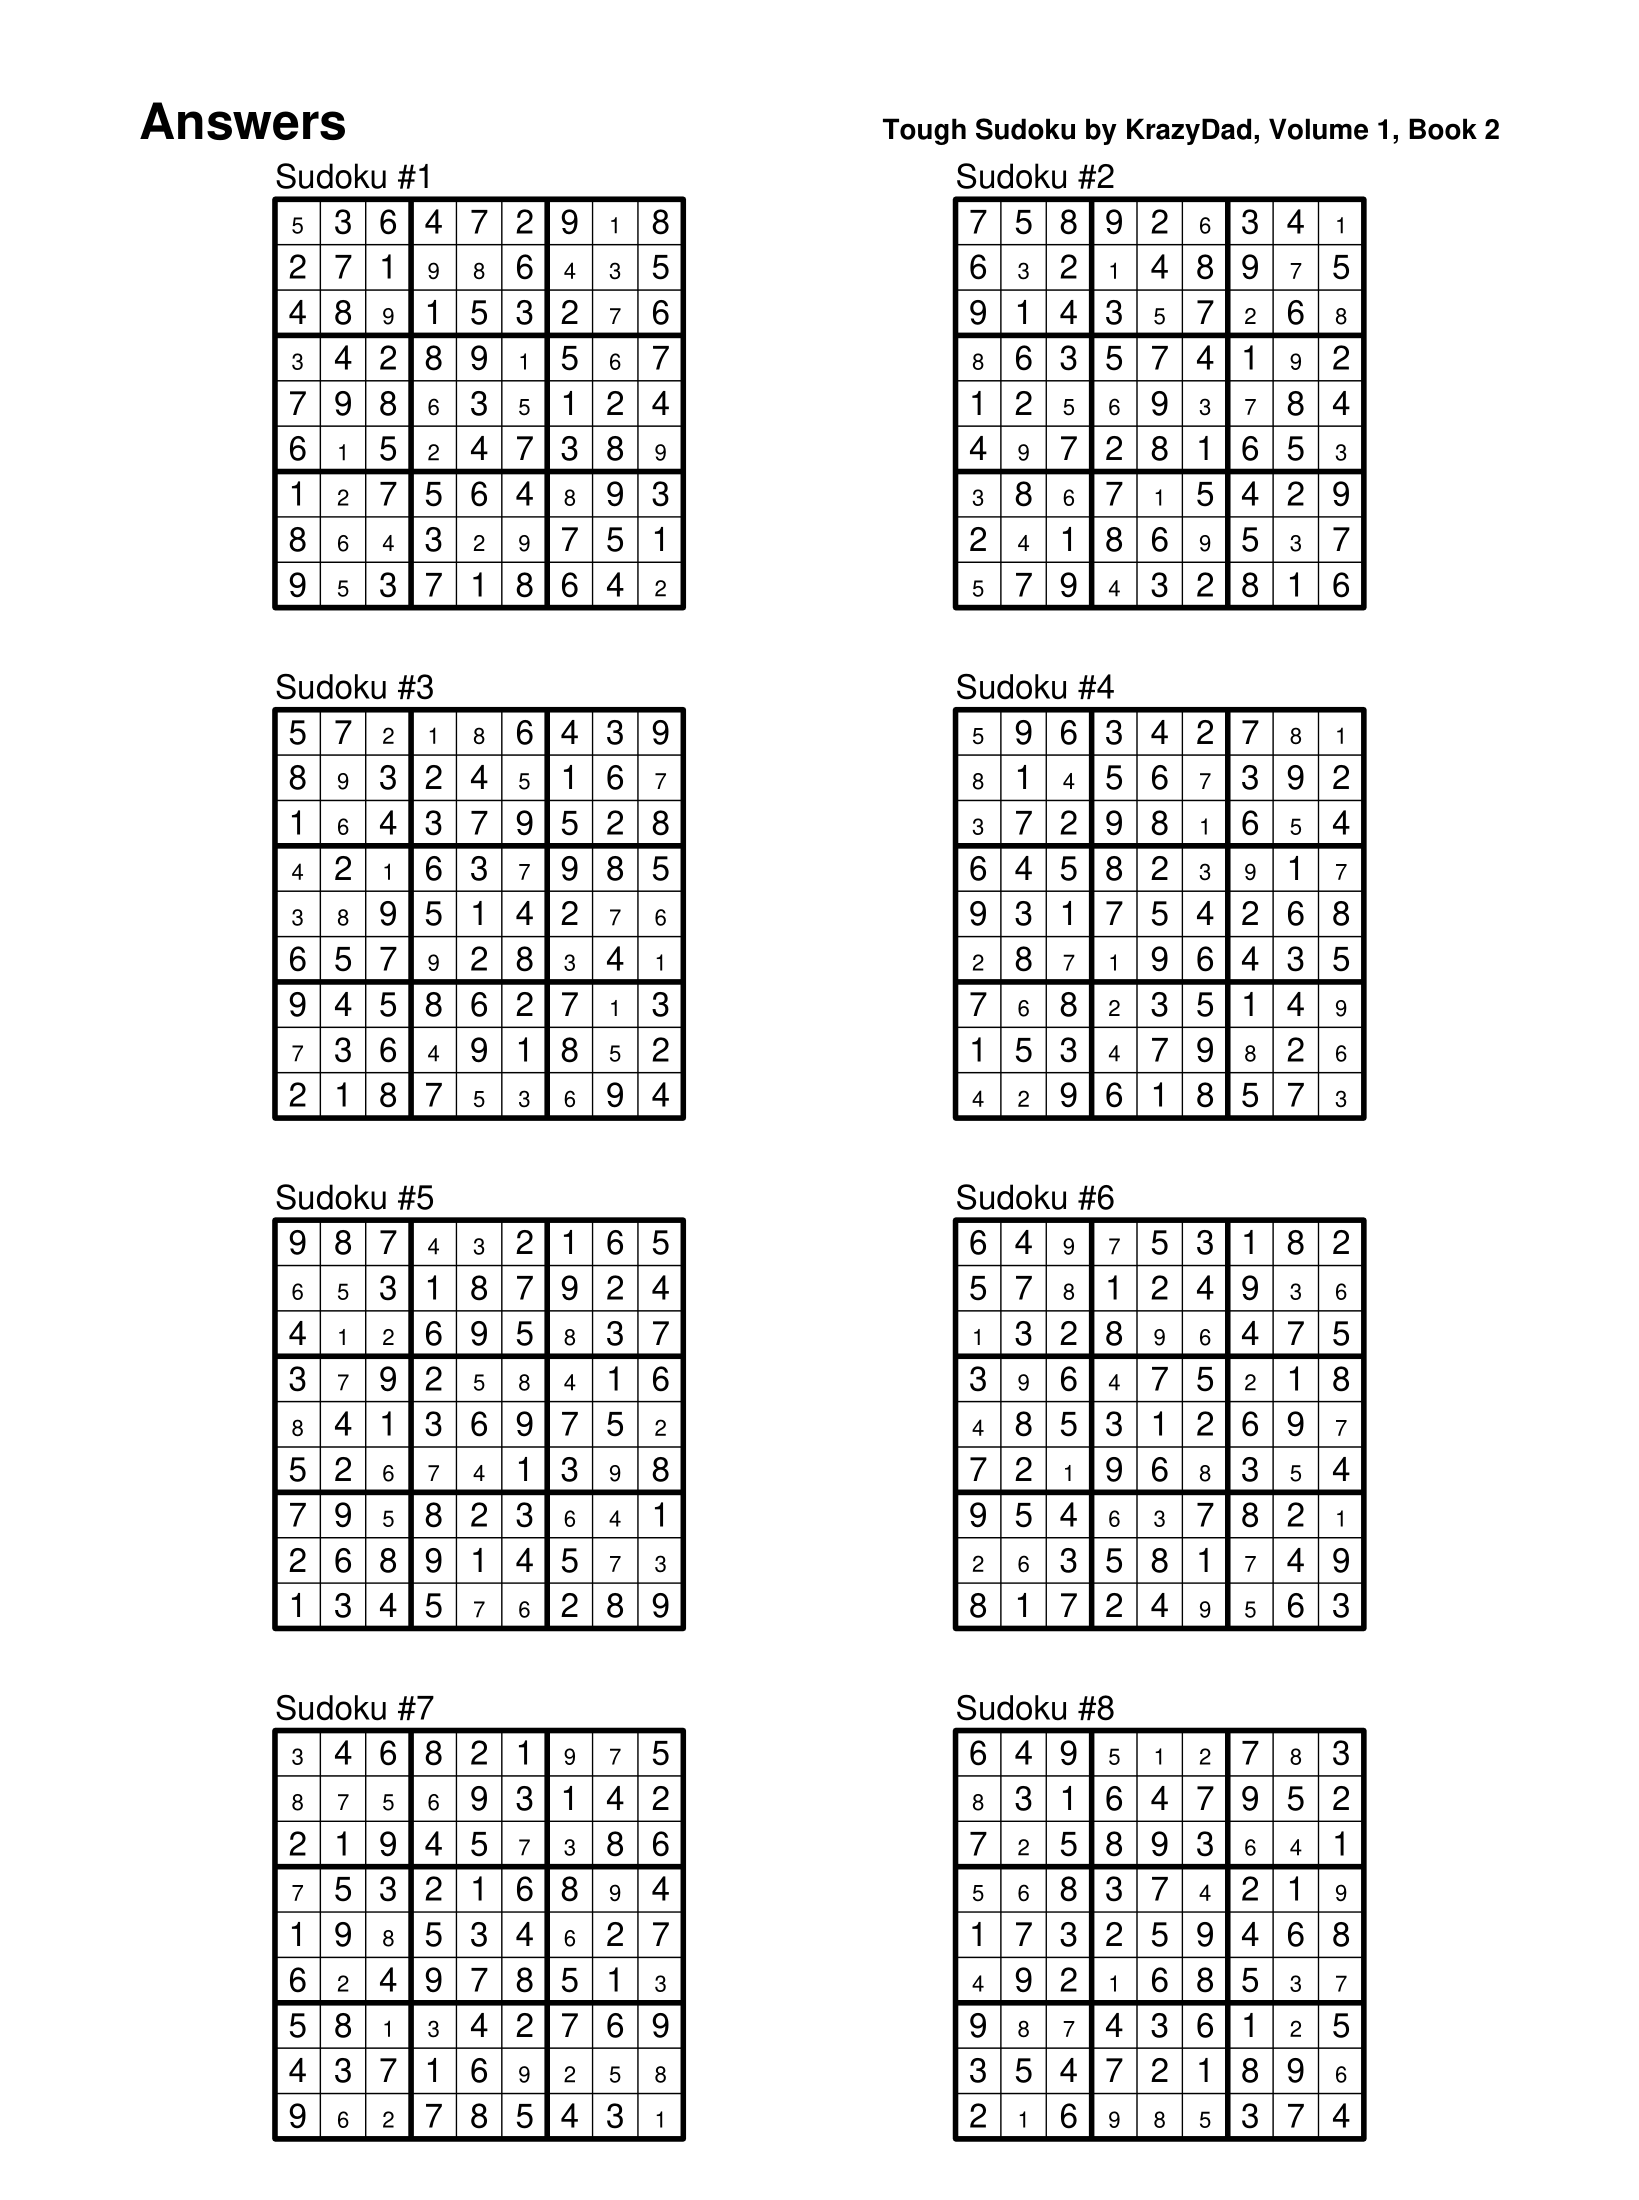 Answers
Tough Sudoku by KrazyDad, Volume 1, Book 2
Sudoku #1
5 3 6 4 7 2 9 1 8
2 7 1 9 8 6 4 3 5
4 8 9 1 5 3 2 7 6
3 4 2 8 9 1 5 6 7
7 9 8 6 3 5 1 2 4
6 1 5 2 4 7 3 8 9
1 2 7 5 6 4 8 9 3
8 6 4 3 2 9 7 5 1
9 5 3 7 1 8 6 4 2
Sudoku #2
7 5 8 9 2 6 3 4 1
6 3 2 1 4 8 9 7 5
9 1 4 3 5 7 2 6 8
8 6 3 5 7 4 1 9 2
1 2 5 6 9 3 7 8 4
4 9 7 2 8 1 6 5 3
3 8 6 7 1 5 4 2 9
2 4 1 8 6 9 5 3 7
5 7 9 4 3 2 8 1 6
Sudoku #3
5 7 2 1 8 6 4 3 9
8 9 3 2 4 5 1 6 7
1 6 4 3 7 9 5 2 8
4 2 1 6 3 7 9 8 5
3 8 9 5 1 4 2 7 6
6 5 7 9 2 8 3 4 1
9 4 5 8 6 2 7 1 3
7 3 6 4 9 1 8 5 2
2 1 8 7 5 3 6 9 4
Sudoku #4
5 9 6 3 4 2 7 8 1
8 1 4 5 6 7 3 9 2
3 7 2 9 8 1 6 5 4
6 4 5 8 2 3 9 1 7
9 3 1 7 5 4 2 6 8
2 8 7 1 9 6 4 3 5
7 6 8 2 3 5 1 4 9
1 5 3 4 7 9 8 2 6
4 2 9 6 1 8 5 7 3
Sudoku #5
9 8 7 4 3 2 1 6 5
6 5 3 1 8 7 9 2 4
4 1 2 6 9 5 8 3 7
3 7 9 2 5 8 4 1 6
8 4 1 3 6 9 7 5 2
5 2 6 7 4 1 3 9 8
7 9 5 8 2 3 6 4 1
2 6 8 9 1 4 5 7 3
1 3 4 5 7 6 2 8 9
Sudoku #6
6 4 9 7 5 3 1 8 2
5 7 8 1 2 4 9 3 6
1 3 2 8 9 6 4 7 5
3 9 6 4 7 5 2 1 8
4 8 5 3 1 2 6 9 7
7 2 1 9 6 8 3 5 4
9 5 4 6 3 7 8 2 1
2 6 3 5 8 1 7 4 9
8 1 7 2 4 9 5 6 3
Sudoku #7
3 4 6 8 2 1 9 7 5
8 7 5 6 9 3 1 4 2
2 1 9 4 5 7 3 8 6
7 5 3 2 1 6 8 9 4
1 9 8 5 3 4 6 2 7
6 2 4 9 7 8 5 1 3
5 8 1 3 4 2 7 6 9
4 3 7 1 6 9 2 5 8
9 6 2 7 8 5 4 3 1
Sudoku #8
6 4 9 5 1 2 7 8 3
8 3 1 6 4 7 9 5 2
7 2 5 8 9 3 6 4 1
5 6 8 3 7 4 2 1 9
1 7 3 2 5 9 4 6 8
4 9 2 1 6 8 5 3 7
9 8 7 4 3 6 1 2 5
3 5 4 7 2 1 8 9 6
2 1 6 9 8 5 3 7 4